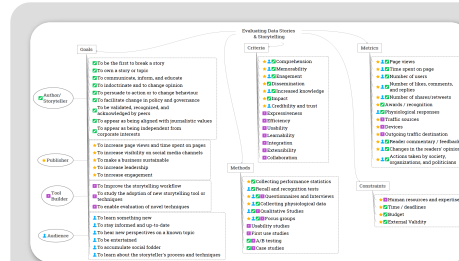 Evaluating Data Stories
& Storytelling
Goals
Author/
Storyteller
To be the first to break a story
To own a story or topic
To communicate, inform, and educate
To indoctrinate and to change opinion
To persuade to action or to change behaviour
To facilitate change in policy and governance
To be validated, recognized, and
acknowledged by peers
To appear as being aligned with journalistic values
To appear as being independent from
corporate interests
Publisher
To increase page views and time spent on pages
To increase visibility on social media channels
To make a business sustainable
To increase leadership
To increase engagement
Tool
Builder
To improve the storytelling workflow
To study the adoption of new storytelling tool or
techniques
To enable evaluation of novel techniques
Audience
To learn something new
To stay informed and up-to-date
To hear new perspectives on a known topic
To be entertained
To accumulate social fodder
To learn about the storyteller's process and techniques
Criteria
Comprehension
Memorability
Engagement
Dissemination
Increased knowledge
Impact
Credibility and trust
Expressiveness
Efficiency
Usability
Learnability
Integration
Extensibility
Collaboration
Methods
Collecting performance statistics
Recall and recognition tests
Questionnaires and Interviews
Collecting physiological data
Qualitative Studies
Focus groups
Usability studies
First use studies
A/B testing
Case studies
Metrics
Page views
Time spent on page
Number of users
Number of likes, comments,
and replies
Number of shares/retweets
Awards / recognition
Physiological responses
Traffic sources
Devices
Outgoing traffic destination
Reader commentary / feedback
Changes in the readers' opinion
Actions taken by society,
organizations, and politicians
Constraints
Human resources and expertise
Time / deadlines
Budget
External Validity